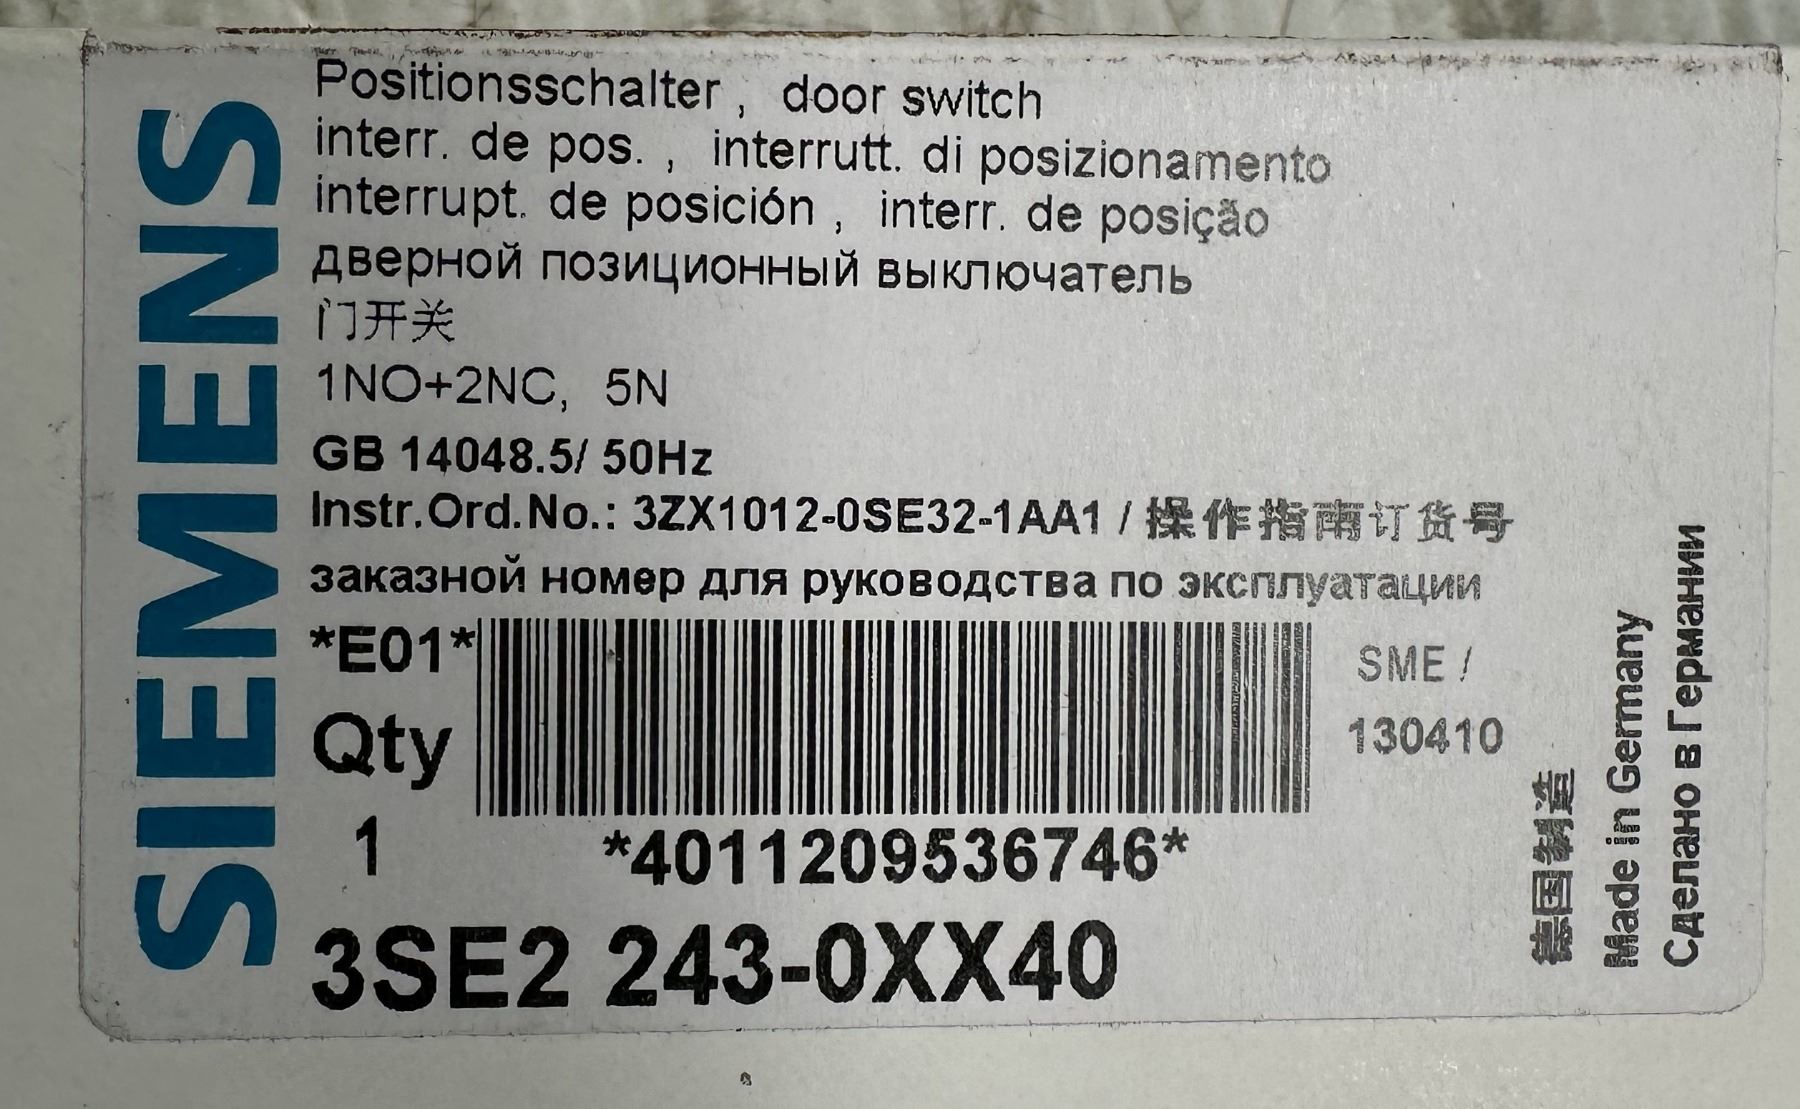 SIEMENS
Positionsschalter , door switch
interr. de pos. , interrutt. di posizionamento
interrupt. de posición , interr. de posição
дверной позиционный выключатель
门开关
1NO+2NC, 5N
GB 14048.5/ 50Hz
Instr.Ord.No.: 3ZX1012-0SE32-1AA1 / 操作指南订货号
заказной номер для руководства по эксплуатации
*E01*
Qty
1
*4011209536746*
3SE2 243-0XX40
SME /
130410
德国制造
Made in Germany
Сделано в Германии